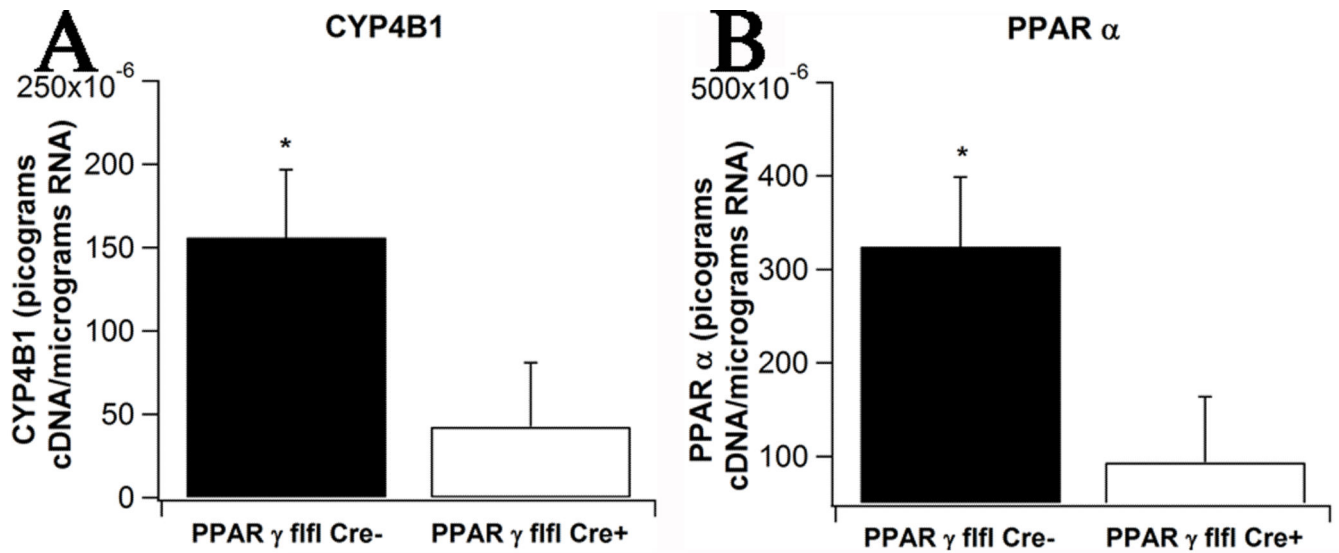 A
CYP4B1
250x10-6
200
150
100
50
0
CYP4B1 (picograms
cDNA/micrograms RNA)
*
PPAR γ flfl Cre-
PPAR γ flfl Cre+
B
PPAR α
500x10-6
400
300
200
100
PPAR α (picograms
cDNA/micrograms RNA)
*
PPAR γ flfl Cre-
PPAR γ flfl Cre+